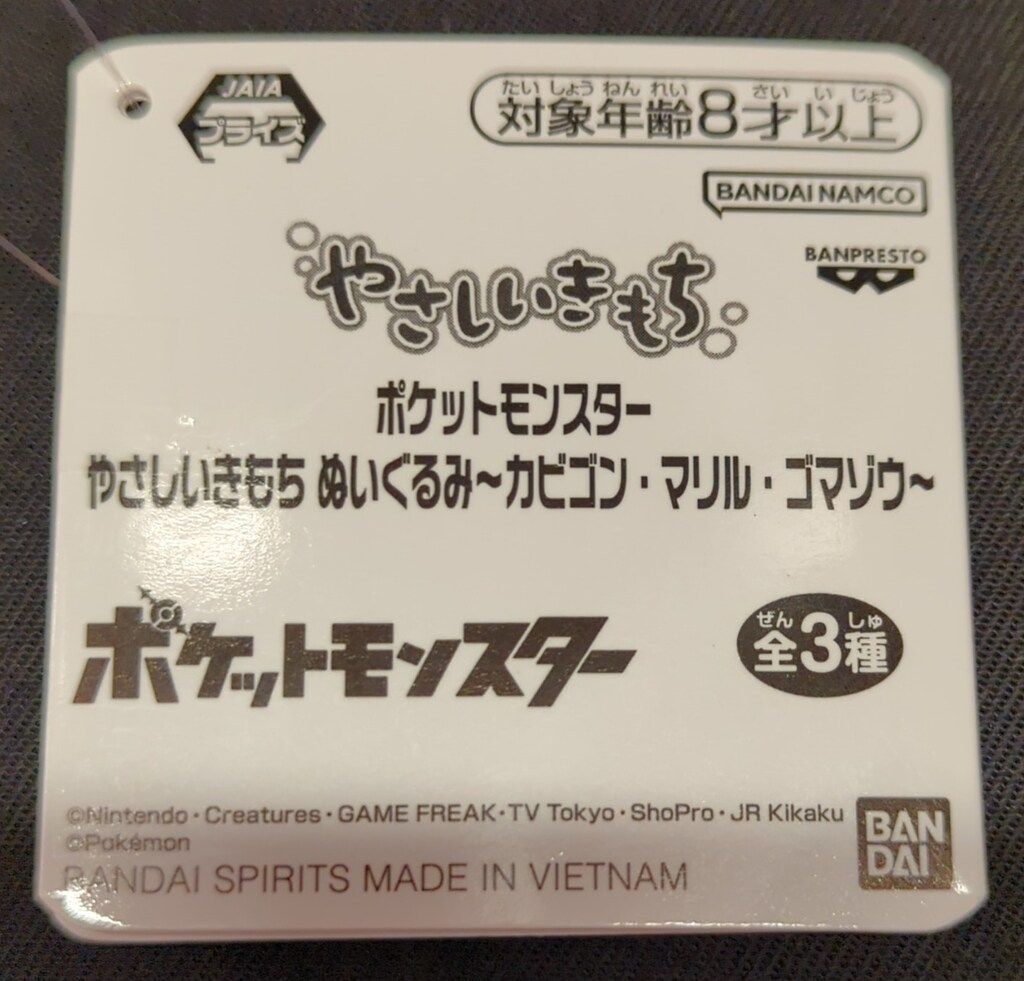 JAIA
プライズ
たいしょうねんれい さいいじょう
対象年齢8才以上
BANDAI NAMCO
BANPRESTO
やさしいきもち
ポケットモンスター
やさしいきもち ぬいぐるみ～カビゴン・マリル・ゴマゾウ～
ポケットモンスター
ぜん しゅ
全3種
©Nintendo・Creatures・GAME FREAK・TV Tokyo・ShoPro・JR Kikaku
©Pokémon
BANDAI SPIRITS MADE IN VIETNAM
BAN
DAI